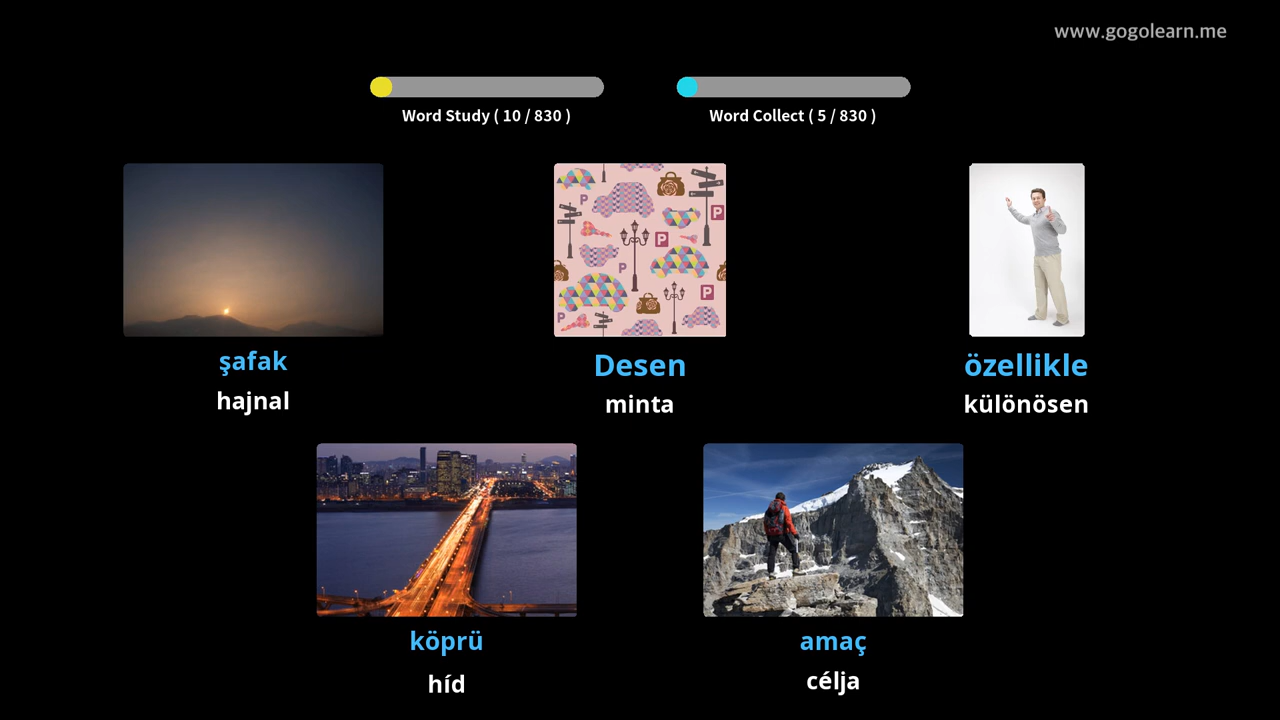 www.gogolearn.me
Word Study ( 10 / 830 )
Word Collect ( 5 / 830 )
P
P
P
P
P
P
şafak
Desen
özellikle
hajnal
minta
különösen
köprü
amaç
híd
célja